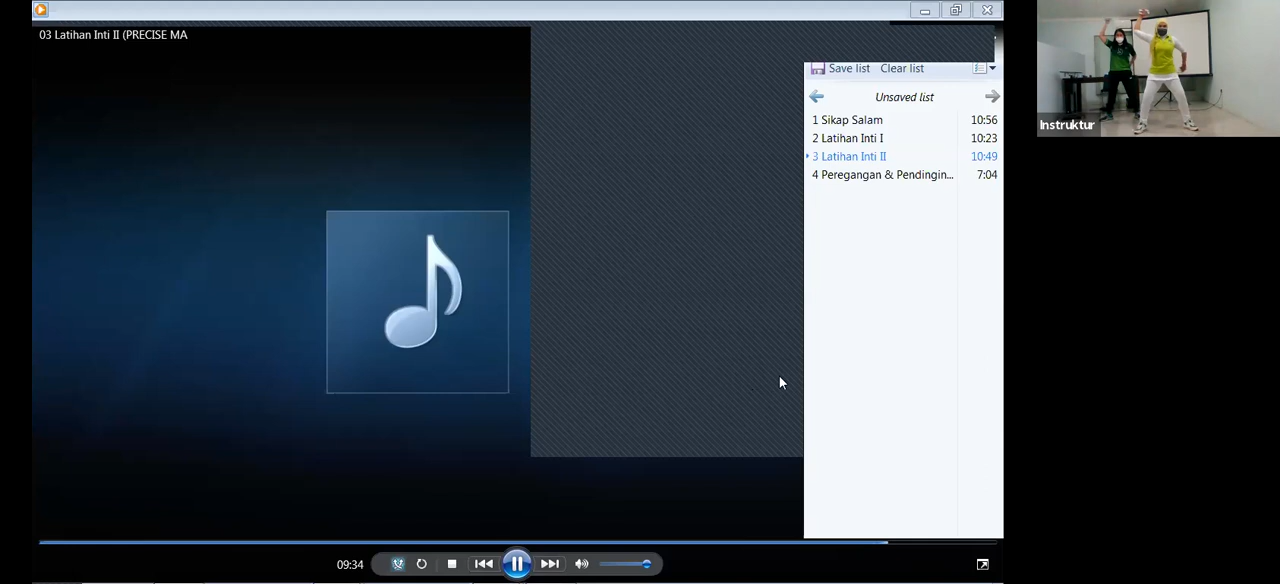 03 Latihan Inti II (PRECISE MA
Save list Clear list
Unsaved list
1 Sikap Salam 10:56
2 Latihan Inti I 10:23
3 Latihan Inti II 10:49
4 Peregangan & Pendingin... 7:04
Instruktur
09:34